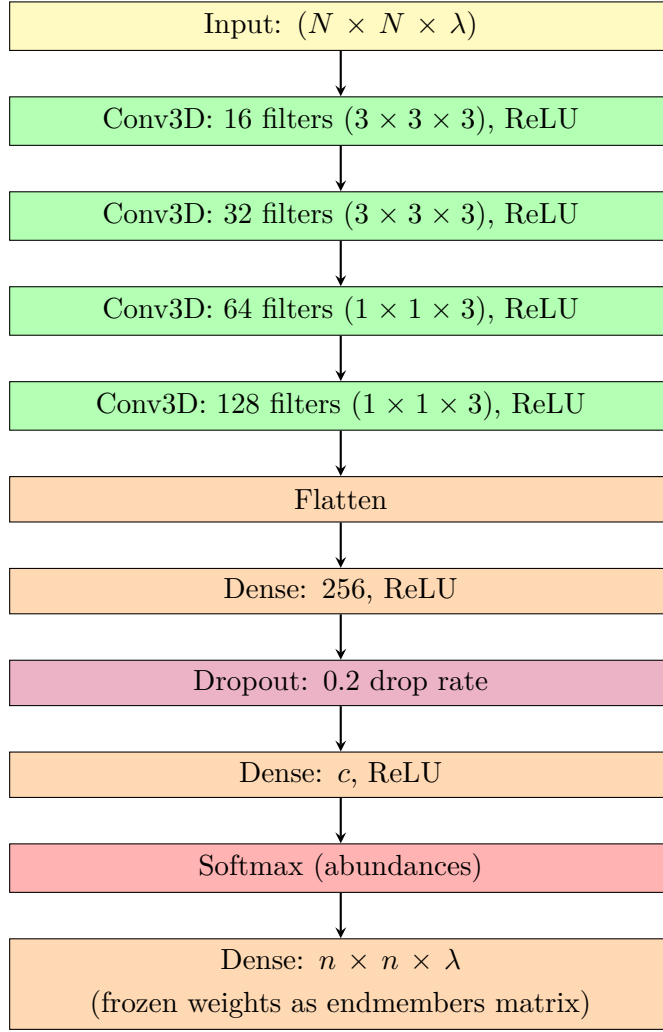 Input: (N × N × λ)
Conv3D: 16 filters (3 × 3 × 3), ReLU
Conv3D: 32 filters (3 × 3 × 3), ReLU
Conv3D: 64 filters (1 × 1 × 3), ReLU
Conv3D: 128 filters (1 × 1 × 3), ReLU
Flatten
Dense: 256, ReLU
Dropout: 0.2 drop rate
Dense: c, ReLU
Softmax (abundances)
Dense: n × n × λ
(frozen weights as endmembers matrix)